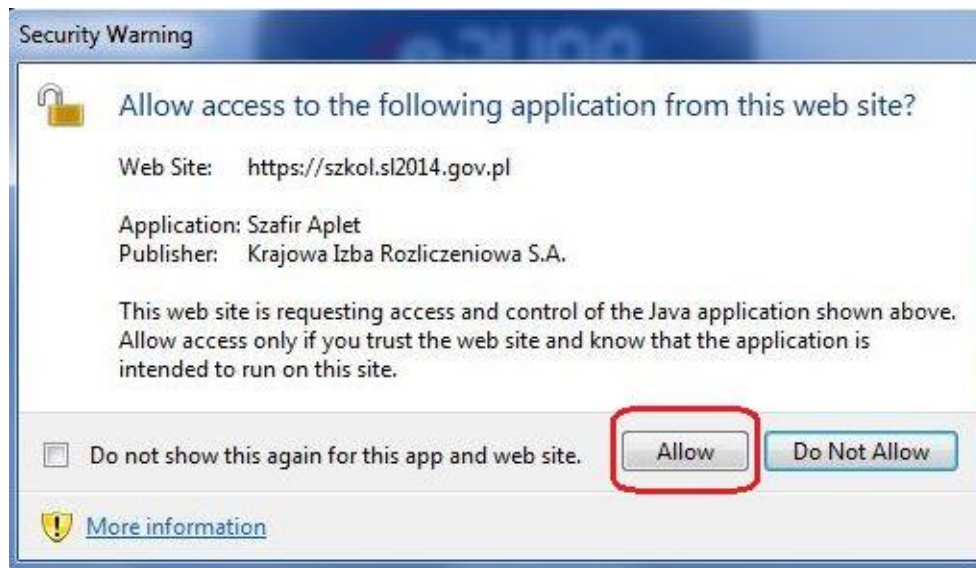 Security Warning
Allow access to the following application from this web site?
Web Site: https://szkol.sl2014.gov.pl
Application: Szafir Aplet
Publisher: Krajowa Izba Rozliczeniowa S.A.
This web site is requesting access and control of the Java application shown above.
Allow access only if you trust the web site and know that the application is
intended to run on this site.
Do not show this again for this app and web site.
Allow
Do Not Allow
More information